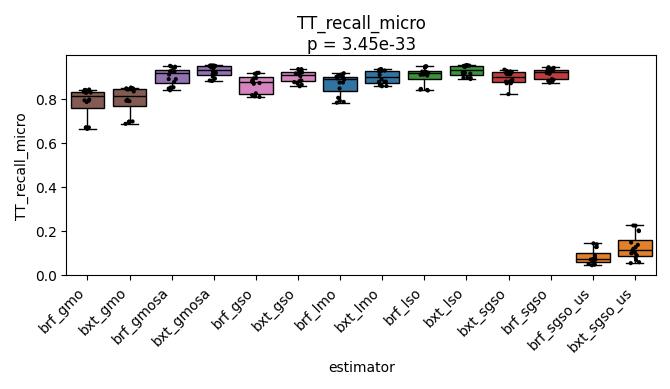 TT_recall_micro
p = 3.45e-33
TT_recall_micro
0.8
0.6
0.4
0.2
0.0
brf_gmo
bxt_gmo
brf_gmosa
bxt_gmosa
brf_gso
bxt_gso
brf_lmo
bxt_lmo
brf_lso
bxt_lso
bxt_sgso
brf_sgso
brf_sgso_us
bxt_sgso_us
estimator